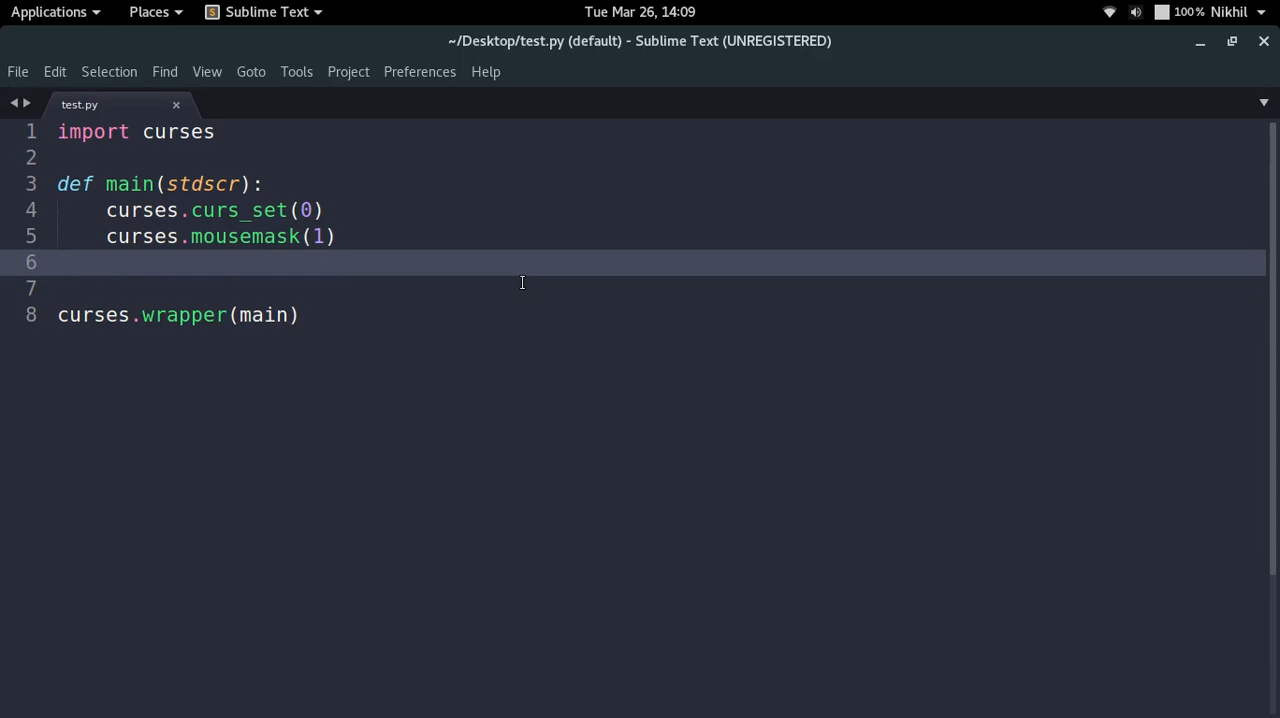 Applications Places Sublime Text Tue Mar 26, 14:09 100% Nikhil
~/Desktop/test.py (default) - Sublime Text (UNREGISTERED)
File Edit Selection Find View Goto Tools Project Preferences Help
test.py ×
1 import curses
2
3 def main(stdscr):
4     curses.curs_set(0)
5     curses.mousemask(1)
6
7
8 curses.wrapper(main)